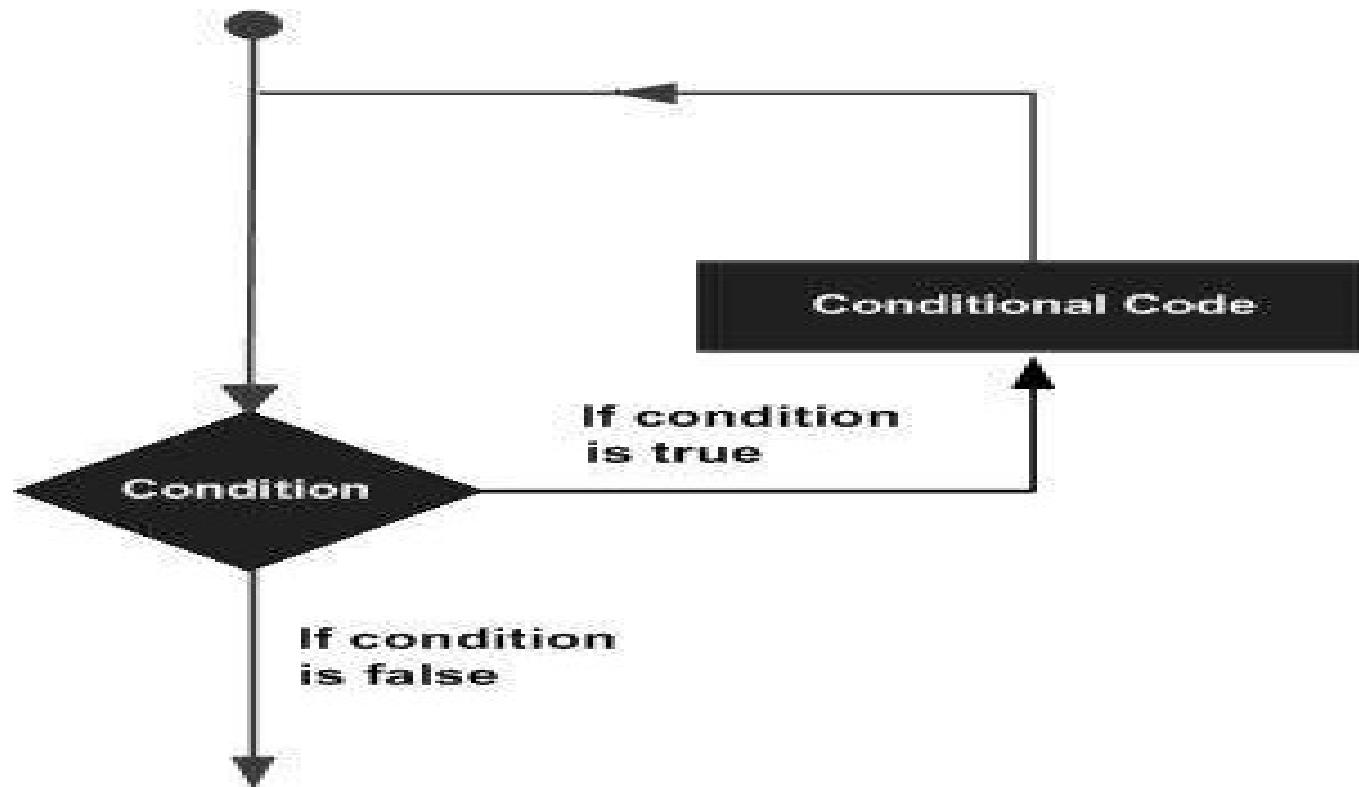 Conditional Code
If condition
is true
Condition
If condition
is false